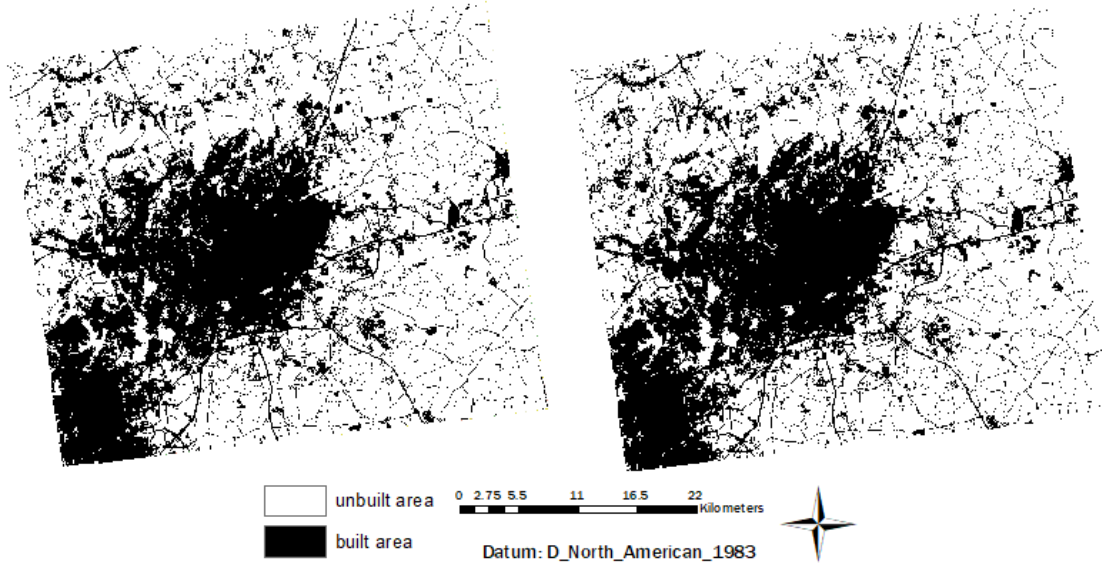 unbuilt area
0 2.75 5.5 11 16.5 22
Kilometers
built area
Datum: D_North_American_1983